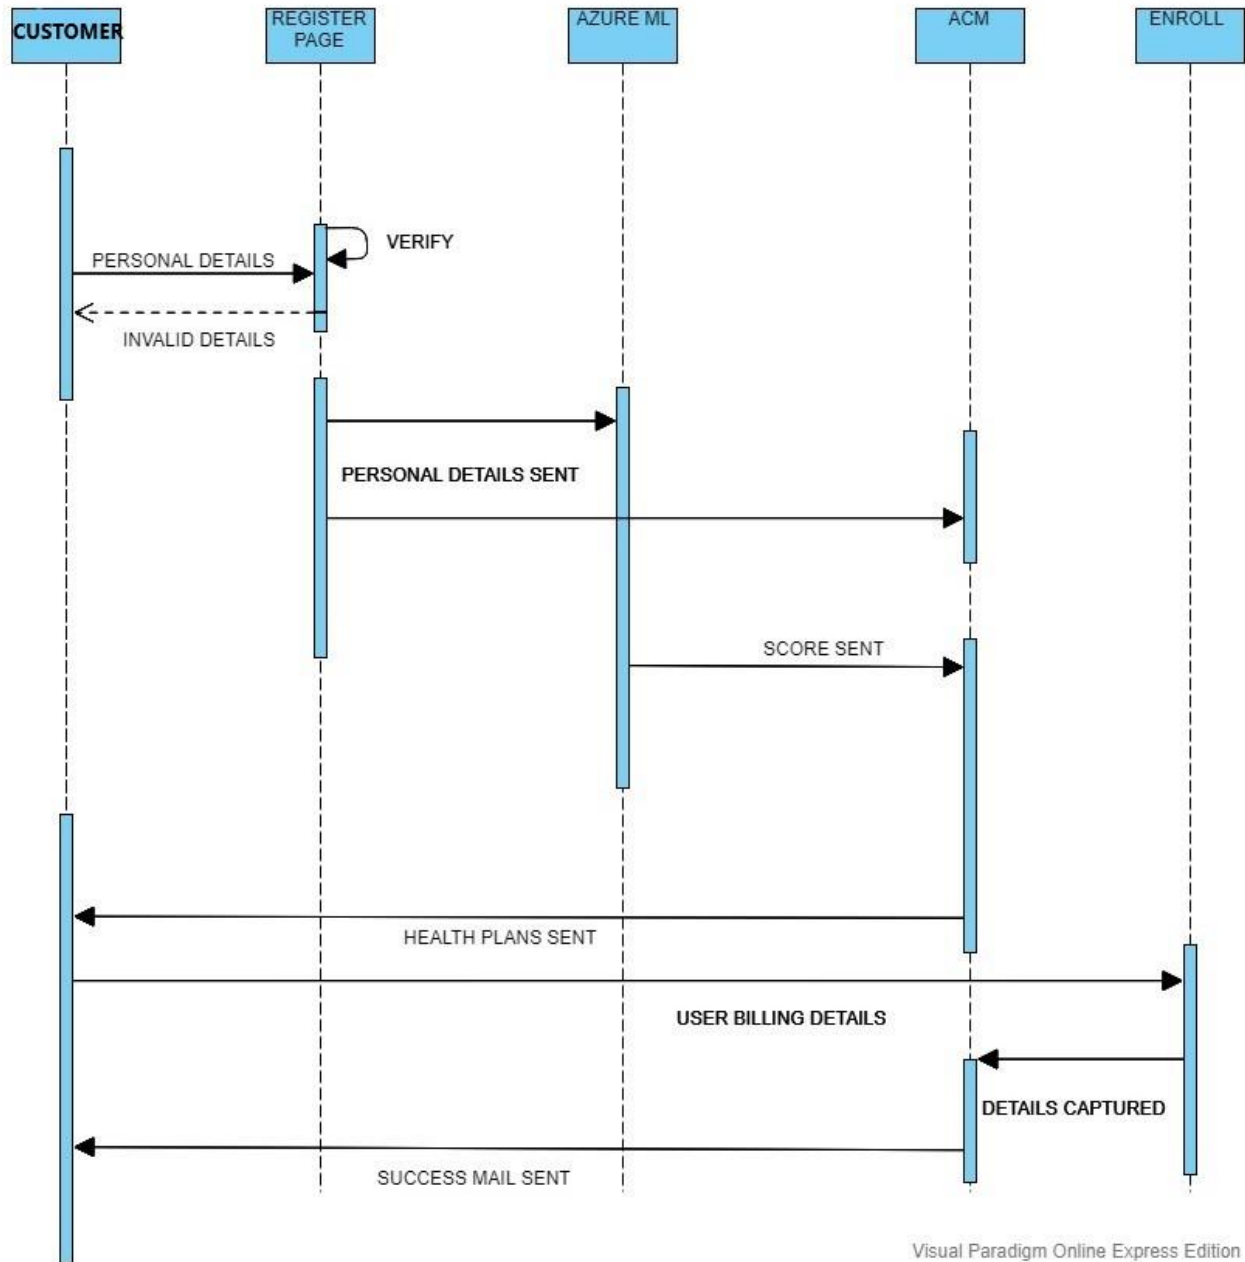 CUSTOMER
REGISTER
PAGE
AZURE ML
ACM
ENROLL
VERIFY
PERSONAL DETAILS
INVALID DETAILS
PERSONAL DETAILS SENT
SCORE SENT
HEALTH PLANS SENT
USER BILLING DETAILS
DETAILS CAPTURED
SUCCESS MAIL SENT
Visual Paradigm Online Express Edition